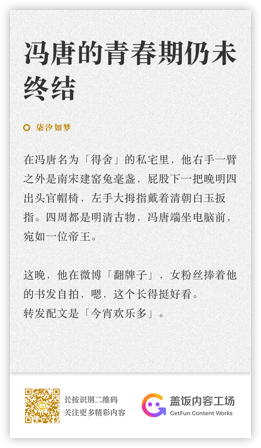 冯唐的青春期仍未
终结
柒汐如梦
在冯唐名为「得舍」的私宅里，他右手一臂
之外是南宋建窑兔毫盏，屁股下一把晚明四
出头官帽椅，左手大拇指戴着清朝白玉扳
指。四周都是明清古物，冯唐端坐电脑前，
宛如一位帝王。
这晚，他在微博「翻牌子」，女粉丝捧着他
的书发自拍，嗯，这个长得挺好看。
转发配文是「今宵欢乐多」。
长按识别二维码
关注更多精彩内容
盖饭内容工场
GetFun Content Works